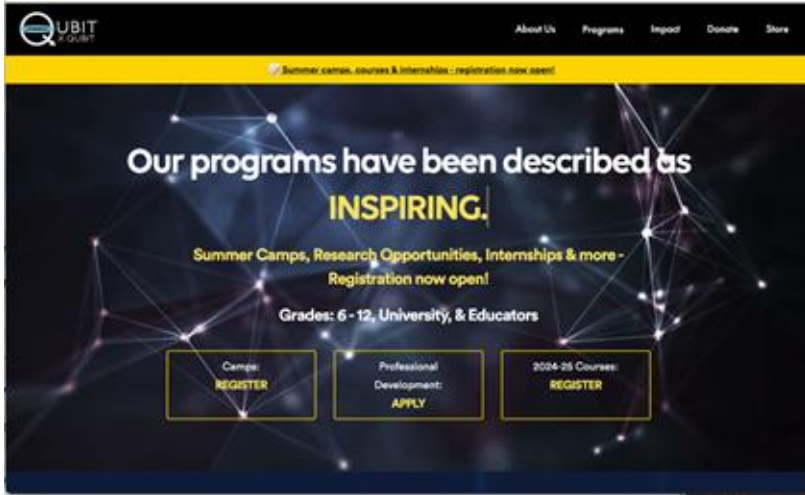 QUBIT
X QUBIT
About Us Programs Impact Donate Store
Summer camps, courses & internships - registration now open!
Our programs have been described as
INSPIRING.
Summer Camps, Research Opportunities, Internships & more -
Registration now open!
Grades: 6 - 12, University, & Educators
Camps:
REGISTER
Professional
Development:
APPLY
2024-25 Courses:
REGISTER